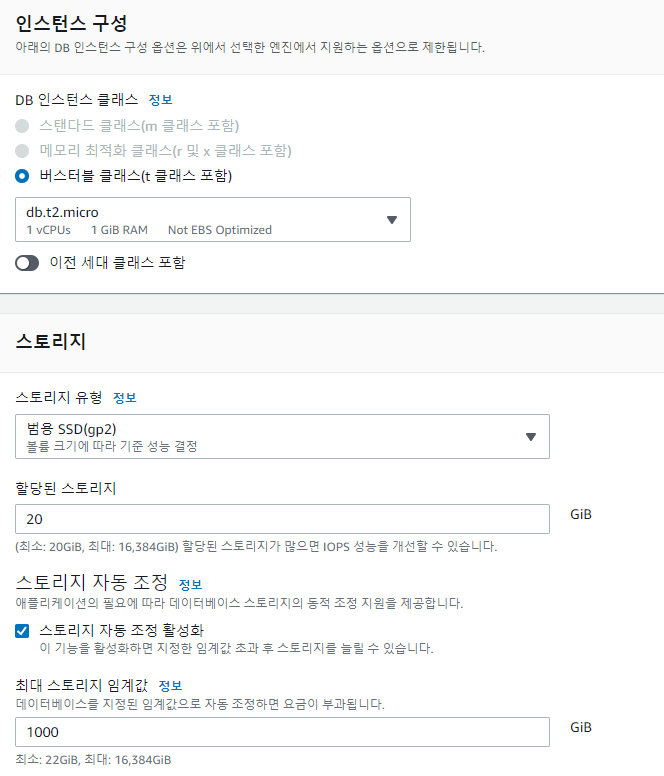 인스턴스 구성
아래의 DB 인스턴스 구성 옵션은 위에서 선택한 엔진에서 지원하는 옵션으로 제한됩니다.
DB 인스턴스 클래스 정보
스탠다드 클래스(m 클래스 포함)
메모리 최적화 클래스(r 및 x 클래스 포함)
버스터블 클래스(t 클래스 포함)
db.t2.micro
1 vCPUs 1 GiB RAM Not EBS Optimized
이전 세대 클래스 포함
스토리지
스토리지 유형 정보
범용 SSD(gp2)
볼륨 크기에 따라 기준 성능 결정
할당된 스토리지
20 GiB
(최소: 20GiB, 최대: 16,384GiB) 할당된 스토리지가 많으면 IOPS 성능을 개선할 수 있습니다.
스토리지 자동 조정 정보
애플리케이션의 필요에 따라 데이터베이스 스토리지의 동적 조정 지원을 제공합니다.
스토리지 자동 조정 활성화
이 기능을 활성화하면 지정한 임계값 초과 후 스토리지를 늘릴 수 있습니다.
최대 스토리지 임계값 정보
데이터베이스를 지정된 임계값으로 자동 조정하면 요금이 부과됩니다.
1000 GiB
최소: 22GiB, 최대: 16,384GiB